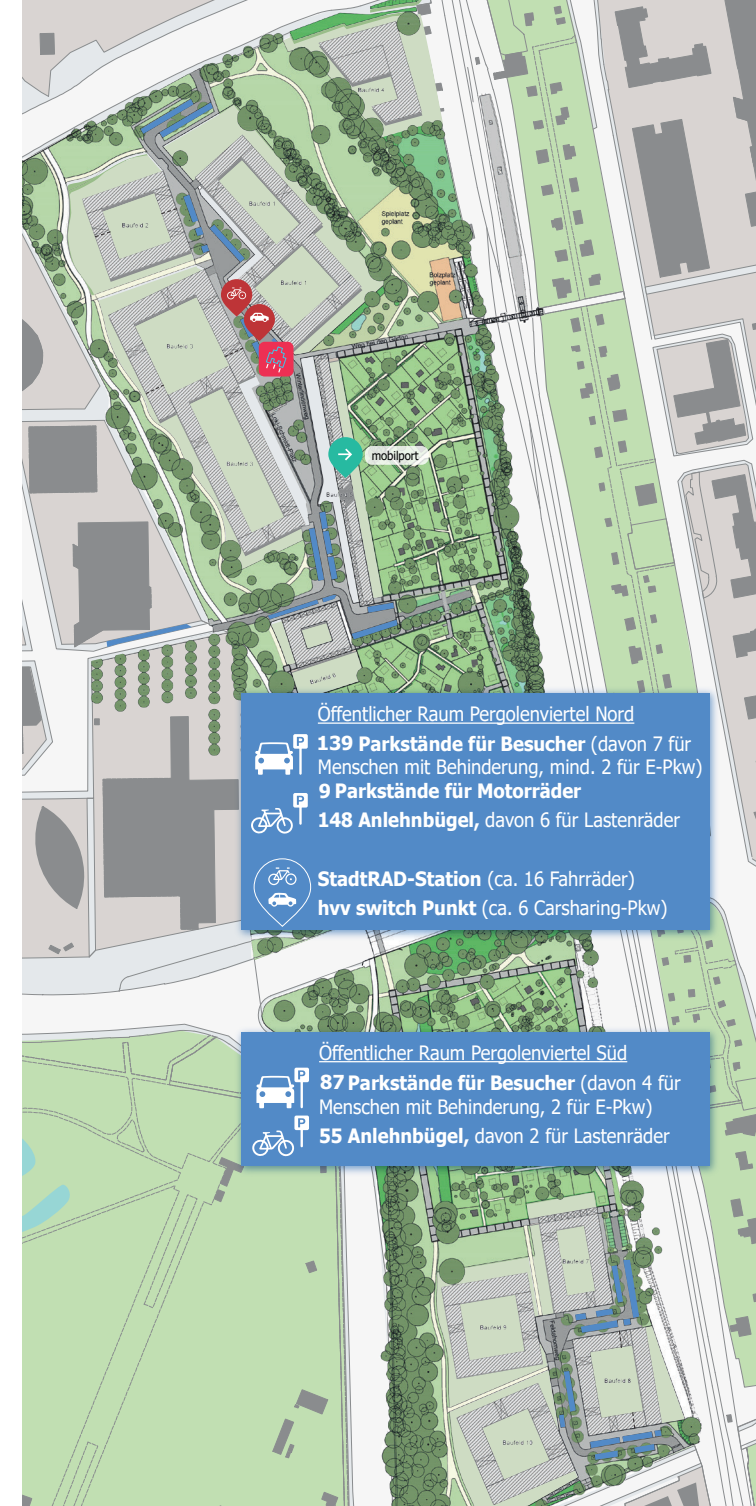 Baufeld 4
Baufeld 1
Baufeld 2
Spielplatz
geplant
Bolzplatz
geplant
Baufeld 1
Baufeld 3
mobilport
Baufeld 3
Baufeld 6
Öffentlicher Raum Pergolenviertel Nord
P
139 Parkstände für Besucher (davon 7 für
Menschen mit Behinderung, mind. 2 für E-Pkw)
9 Parkstände für Motorräder
P
148 Anlehnbügel, davon 6 für Lastenräder
StadtRAD-Station (ca. 16 Fahrräder)
hvv switch Punkt (ca. 6 Carsharing-Pkw)
Öffentlicher Raum Pergolenviertel Süd
P
87 Parkstände für Besucher (davon 4 für
Menschen mit Behinderung, 2 für E-Pkw)
P
55 Anlehnbügel, davon 2 für Lastenräder
Baufeld 7
Baufeld 9
Baufeld 8
Baufeld 10